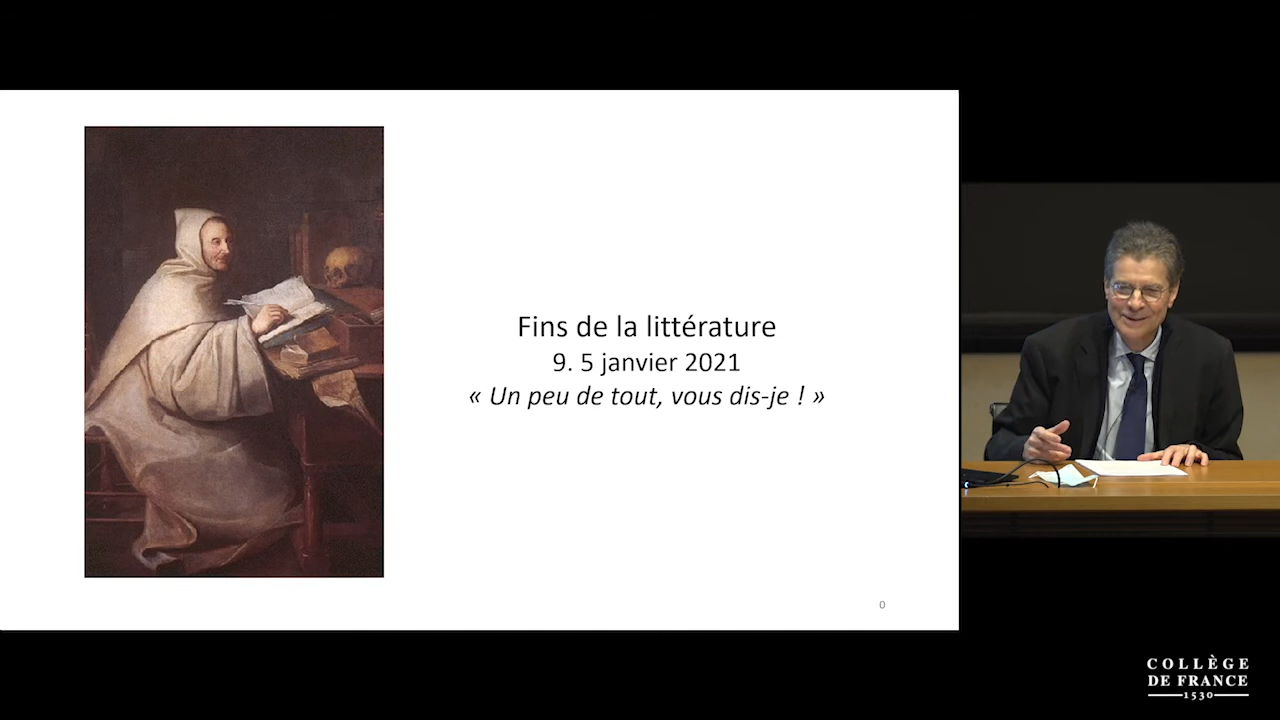 Fins de la littérature
9. 5 janvier 2021
« Un peu de tout, vous dis-je ! »
0
COLLÈGE
DE FRANCE
1530